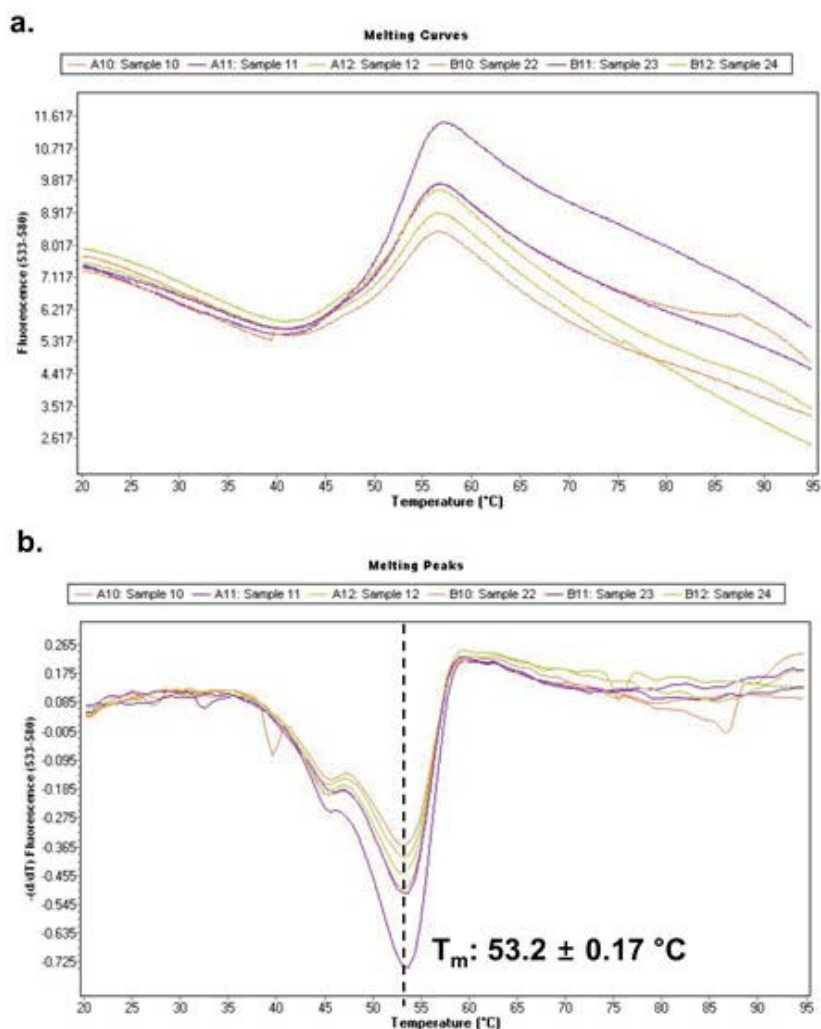 a.
Melting Curves
A10: Sample 10 A11: Sample 11 A12: Sample 12 B10: Sample 22 B11: Sample 23 B12: Sample 24
Fluorescence (533-580)
11.617
10.717
9.817
8.917
8.017
7.117
6.217
5.317
4.417
3.517
2.617
20 25 30 35 40 45 50 55 60 65 70 75 80 85 90 95
Temperature (°C)
b.
Melting Peaks
A10: Sample 10 A11: Sample 11 A12: Sample 12 B10: Sample 22 B11: Sample 23 B12: Sample 24
-(d/dT) Fluorescence (533-580)
0.265
0.175
0.085
-0.005
-0.095
-0.185
-0.275
-0.365
-0.455
-0.545
-0.635
-0.725
Tm: 53.2 ± 0.17 °C
20 25 30 35 40 45 50 55 60 65 70 75 80 85 90 95
Temperature (°C)